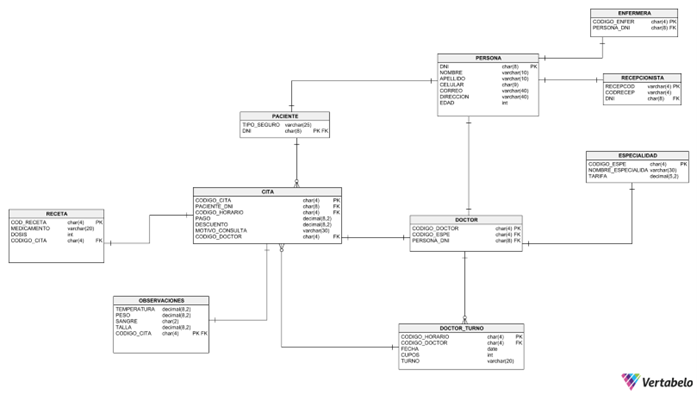 ENFERMERA
CODIGO_ENFER char(4) PK
PERSONA_DNI char(8) FK
PERSONA
DNI char(8) PK
NOMBRE varchar(10)
APELLIDO varchar(10)
CELULAR char(9)
CORREO varchar(40)
DIRECCION varchar(40)
EDAD int
RECEPCIONISTA
RECEPCOD varchar(4) PK
CODRECEP varchar(4)
DNI char(8) FK
PACIENTE
TIPO_SEGURO varchar(25)
DNI char(8) PK FK
ESPECIALIDAD
CODIGO_ESPE char(4) PK
NOMBRE_ESPECIALIDA varchar(30)
TARIFA decimal(5,2)
CITA
CODIGO_CITA char(4) PK
PACIENTE_DNI char(8) FK
CODIGO_HORARIO char(4) FK
PAGO decimal(8,2)
DESCUENTO decimal(8,2)
MOTIVO_CONSULTA varchar(30)
CODIGO_DOCTOR char(4) FK
RECETA
COD_RECETA char(4) PK
MEDICAMENTO varchar(20)
DOSIS int
CODIGO_CITA char(4) FK
DOCTOR
CODIGO_DOCTOR char(4) PK
CODIGO_ESPE char(4) FK
PERSONA_DNI char(8) FK
OBSERVACIONES
TEMPERATURA decimal(8,2)
PESO decimal(8,2)
SANGRE char(2)
TALLA decimal(8,2)
CODIGO_CITA char(4) PK FK
DOCTOR_TURNO
CODIGO_HORARIO char(4) PK
CODIGO_DOCTOR char(4) FK
FECHA date
CUPOS int
TURNO varchar(20)
Vertabelo